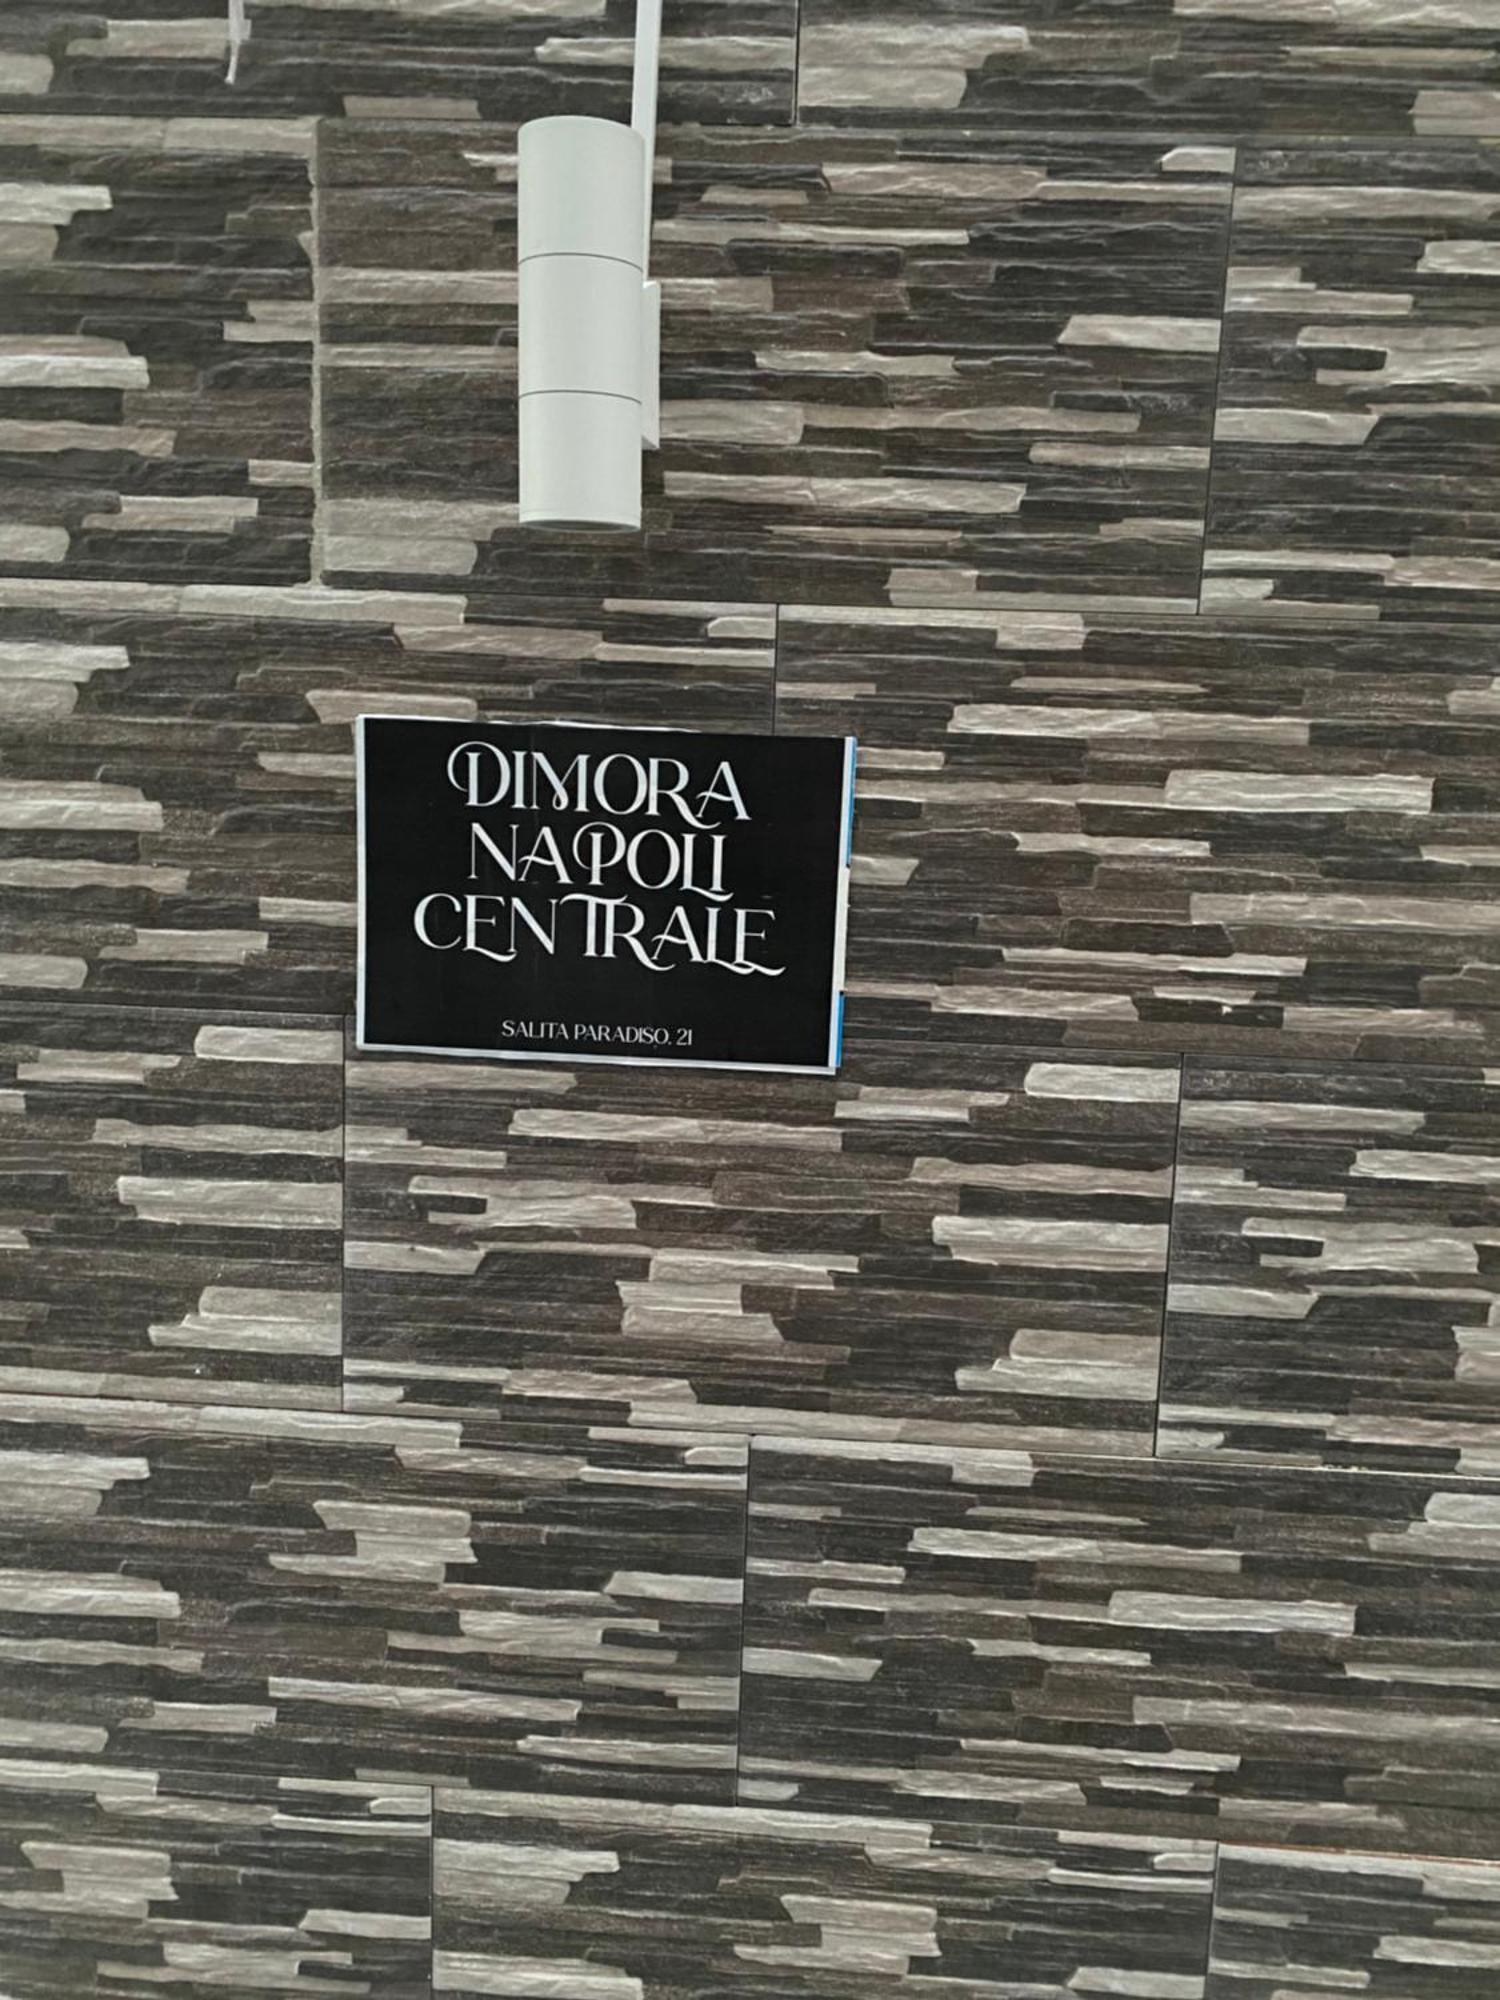 DIMORA
NAPOLI
CENTRALE
SALITA PARADISO. 21